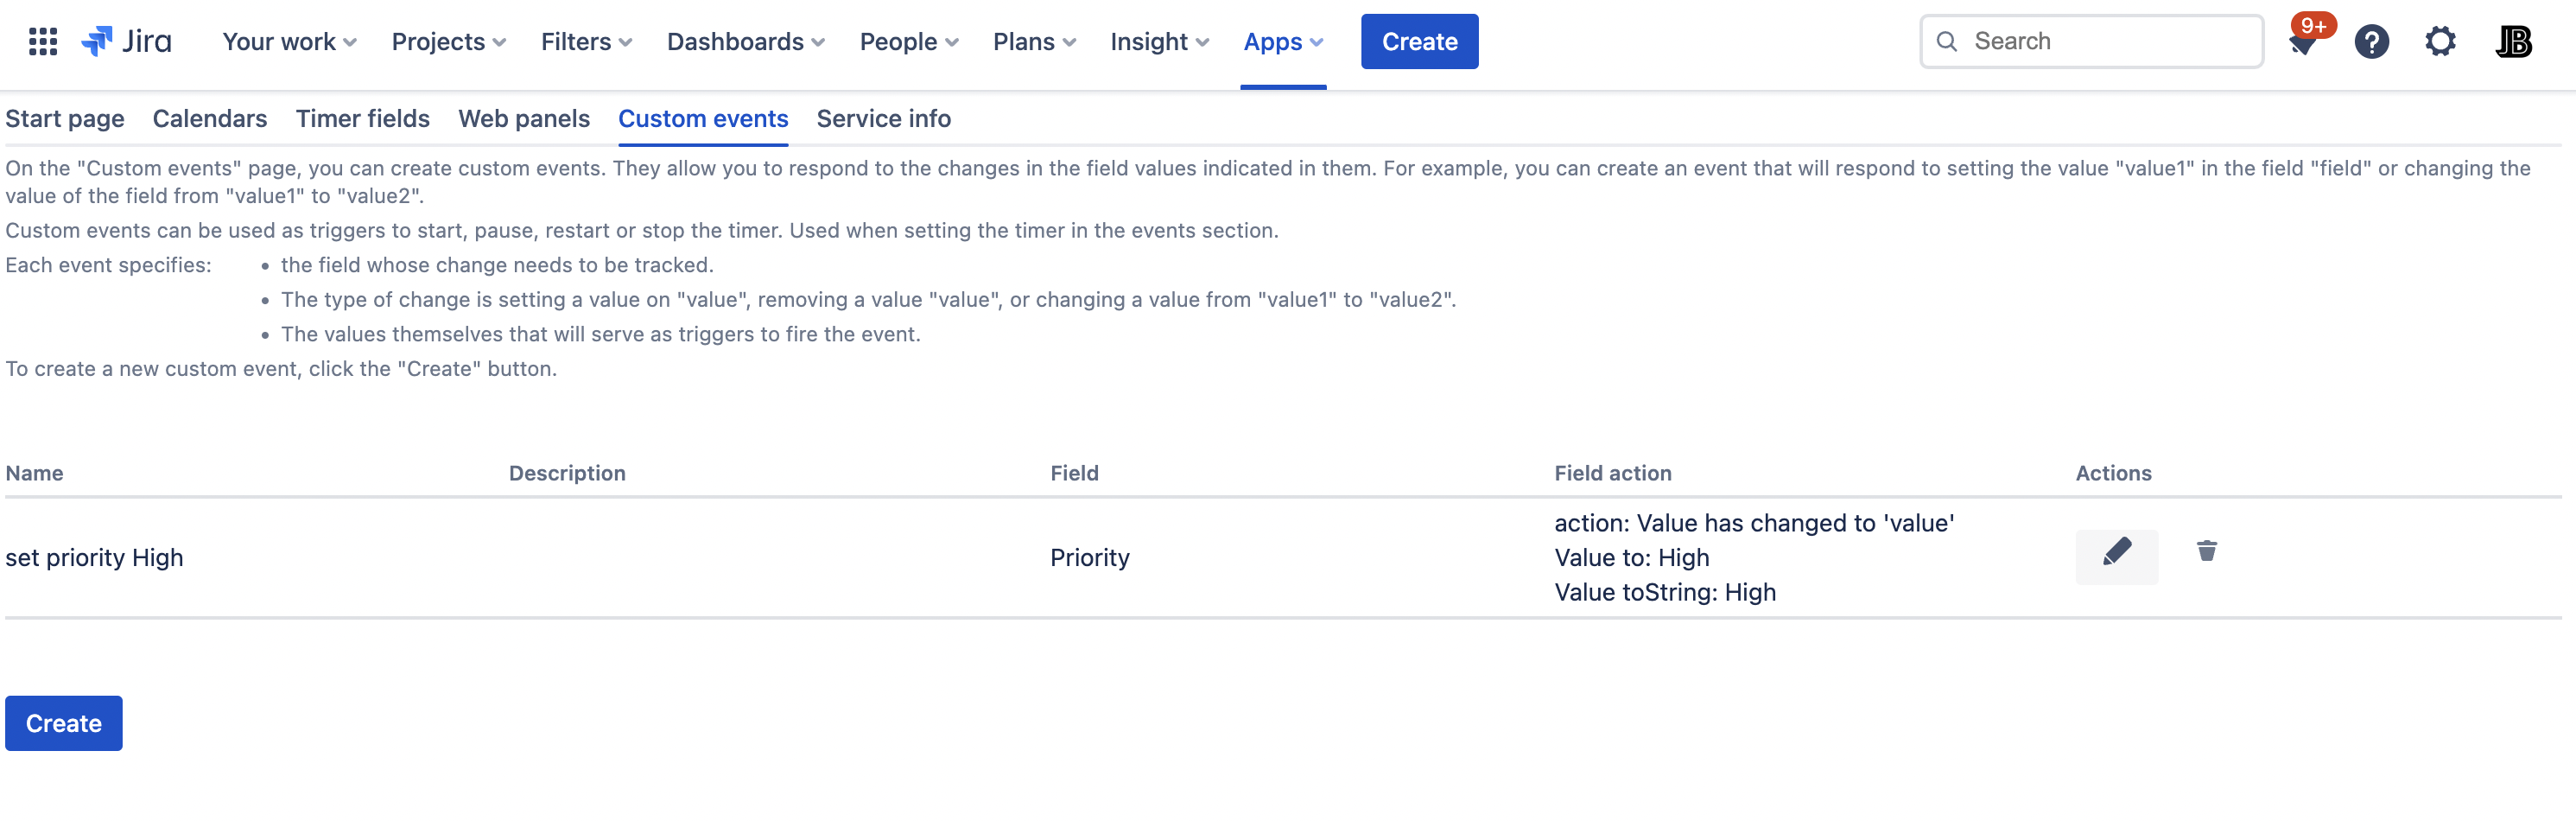 Jira Your work Projects Filters Dashboards People Plans Insight Apps Create Search 9+ JB
Start page Calendars Timer fields Web panels Custom events Service info
On the "Custom events" page, you can create custom events. They allow you to respond to the changes in the field values indicated in them. For example, you can create an event that will respond to setting the value "value1" in the field "field" or changing the
value of the field from "value1" to "value2".
Custom events can be used as triggers to start, pause, restart or stop the timer. Used when setting the timer in the events section.
Each event specifies: • the field whose change needs to be tracked.
• The type of change is setting a value on "value", removing a value "value", or changing a value from "value1" to "value2".
• The values themselves that will serve as triggers to fire the event.
To create a new custom event, click the "Create" button.
Name Description Field Field action Actions
action: Value has changed to 'value'
set priority High Priority Value to: High
Value toString: High
Create